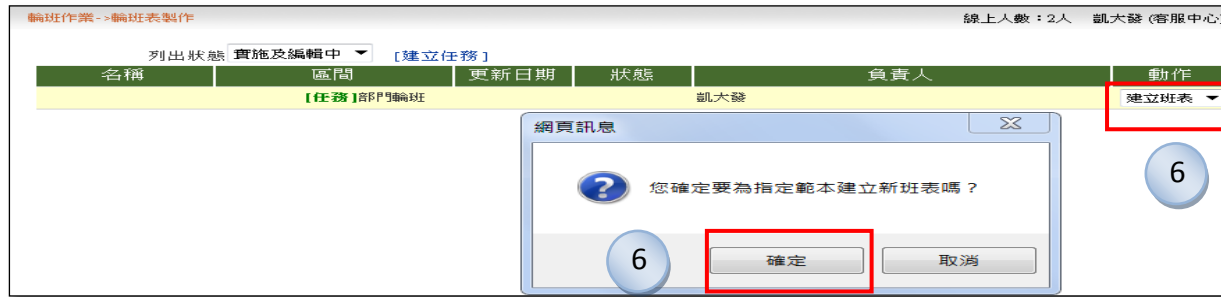 輪班作業->輪班表製作 線上人數：2人 凱大發 (客服中心)
列出狀態 實施及編輯中 [建立任務]
名稱 區間 更新日期 狀態 負責人 動作
[任務]部門輪班 凱大發 建立班表
網頁訊息
6
您確定要為指定範本建立新班表嗎？
6
確定 取消